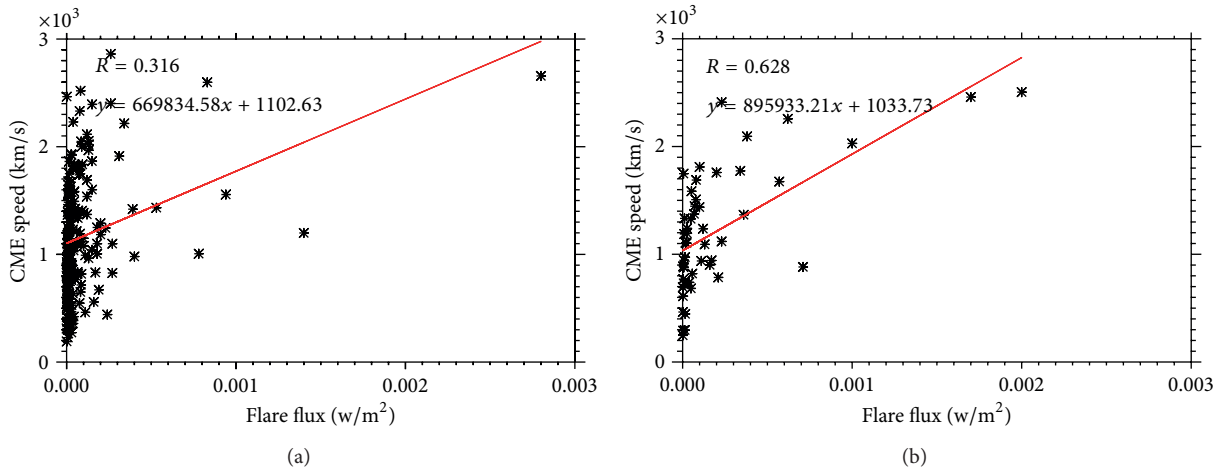 ×10³
3
2
1
0
CME speed (km/s)
R = 0.316
y = 669834.58x + 1102.63
0.000
0.001
0.002
0.003
Flare flux (w/m²)
(a)
×10³
3
2
1
0
CME speed (km/s)
R = 0.628
y = 895933.21x + 1033.73
0.000
0.001
0.002
0.003
Flare flux (w/m²)
(b)